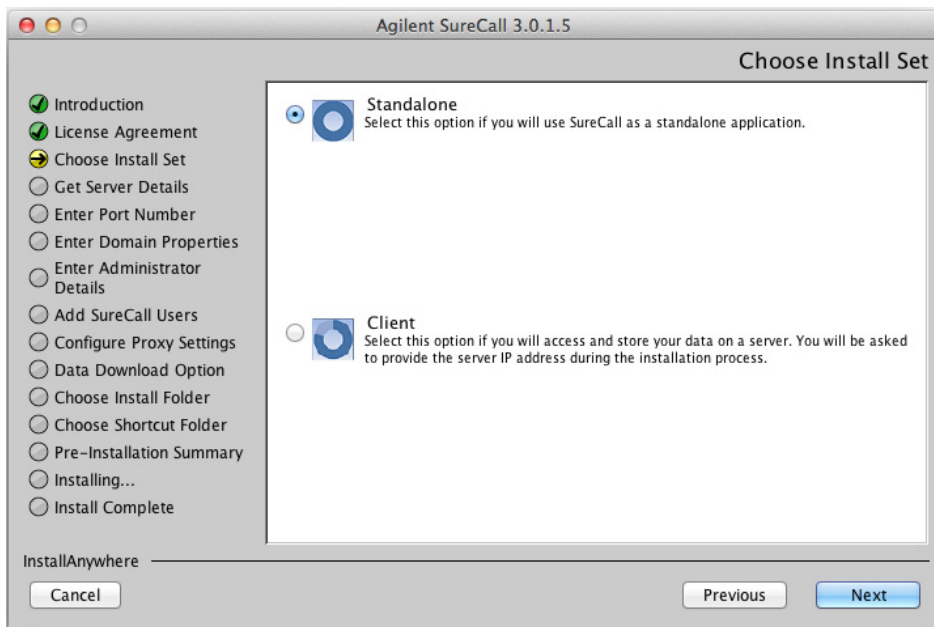 Agilent SureCall 3.0.1.5
Choose Install Set
Introduction
License Agreement
Choose Install Set
Get Server Details
Enter Port Number
Enter Domain Properties
Enter Administrator
Details
Add SureCall Users
Configure Proxy Settings
Data Download Option
Choose Install Folder
Choose Shortcut Folder
Pre-Installation Summary
Installing...
Install Complete
Standalone
Select this option if you will use SureCall as a standalone application.
Client
Select this option if you will access and store your data on a server. You will be asked
to provide the server IP address during the installation process.
InstallAnywhere
Cancel
Previous
Next